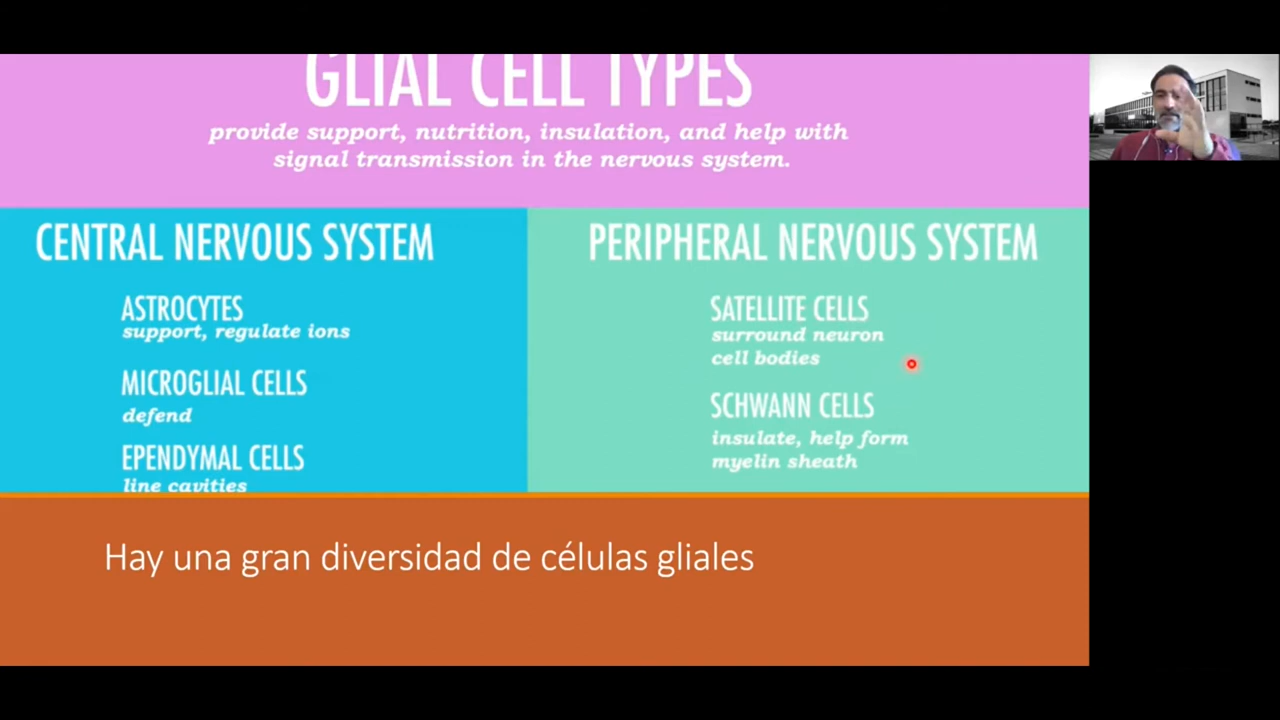 GLIAL CELL TYPES
provide support, nutrition, insulation, and help with
signal transmission in the nervous system.
CENTRAL NERVOUS SYSTEM
ASTROCYTES
support, regulate ions
MICROGLIAL CELLS
defend
EPENDYMAL CELLS
line cavities
PERIPHERAL NERVOUS SYSTEM
SATELLITE CELLS
surround neuron
cell bodies
SCHWANN CELLS
insulate, help form
myelin sheath
Hay una gran diversidad de células gliales